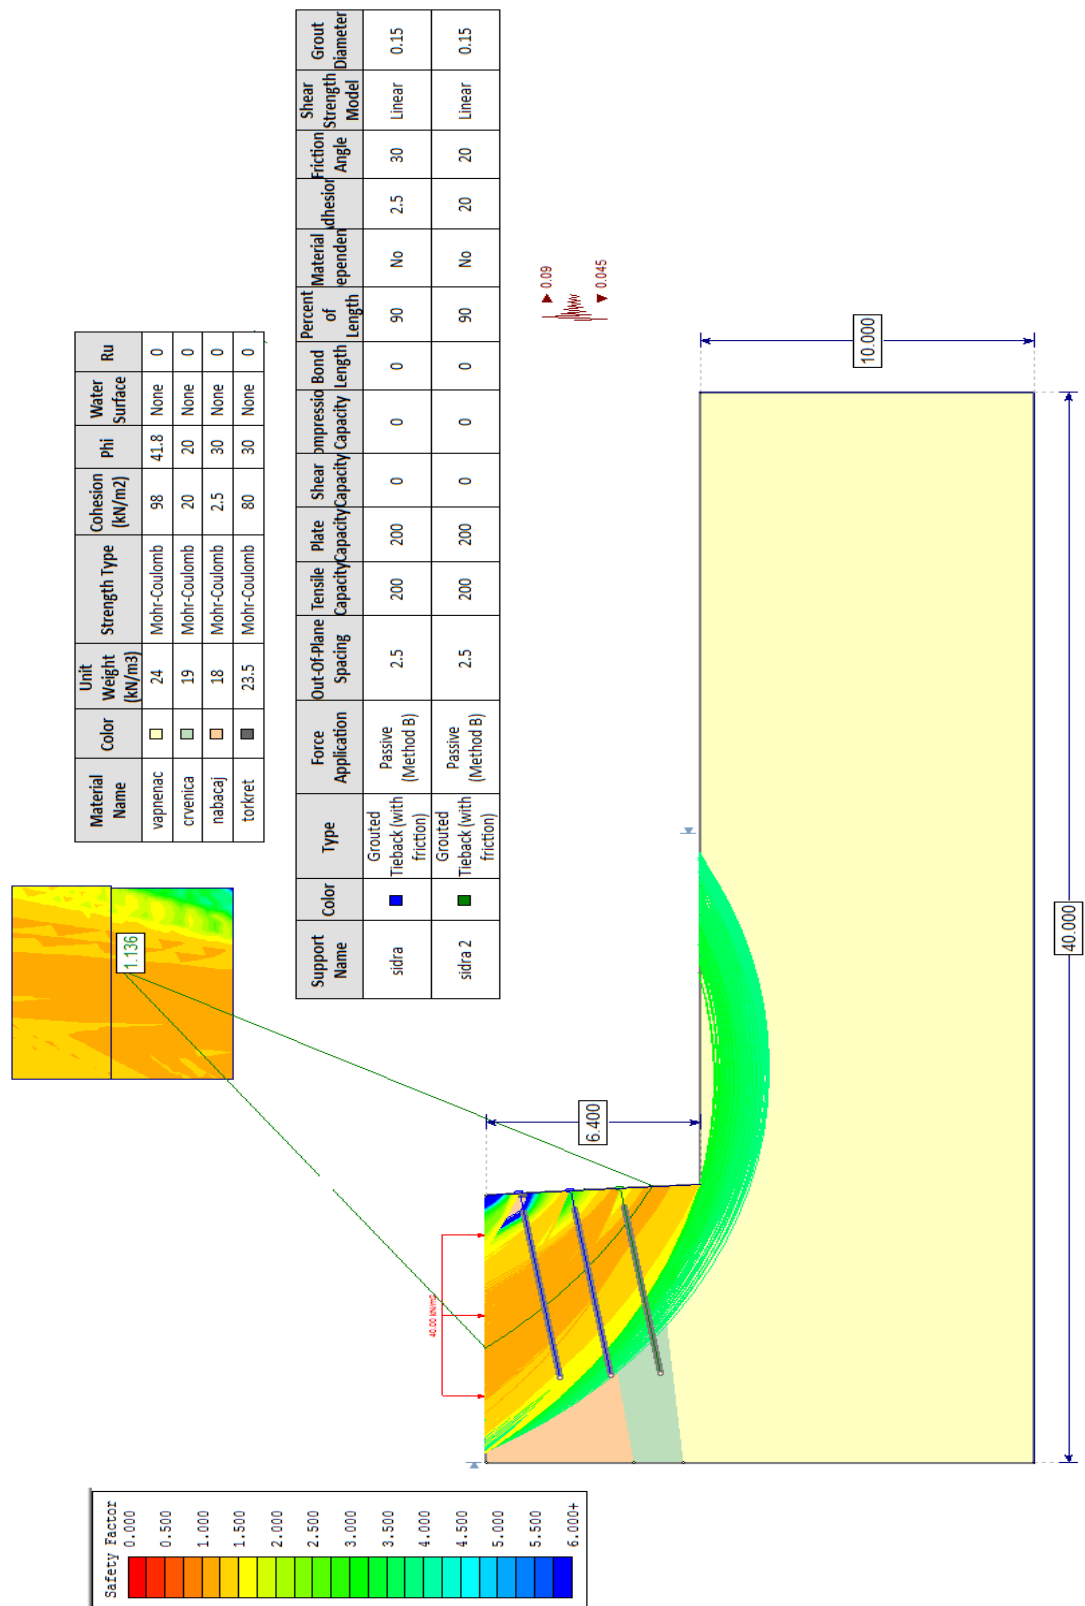 Safety Factor
0.000
0.500
1.000
1.500
2.000
2.500
3.000
3.500
4.000
4.500
5.000
5.500
6.000+
1.136
Material Name Color Unit Weight (kN/m3) Strength Type Cohesion (kN/m2) Phi Water Surface Ru
vapnenac 24 Mohr-Coulomb 98 41.8 None 0
crvenica 19 Mohr-Coulomb 20 20 None 0
nabacaj 18 Mohr-Coulomb 2.5 30 None 0
torkret 23.5 Mohr-Coulomb 80 30 None 0
Support Name Color Type Force Application Out-Of-Plane Spacing Tensile Capacity Plate Capacity Shear Capacity ompressio Capacity Bond Length Percent of Length Material ependen dhesion Friction Angle Shear Strength Model Grout Diameter
sidra Grouted Tieback (with friction) Passive (Method B) 2.5 200 200 0 0 0 90 No 2.5 30 Linear 0.15
sidra 2 Grouted Tieback (with friction) Passive (Method B) 2.5 200 200 0 0 0 90 No 20 20 Linear 0.15
0.09
0.045
40.00 kN/m2
6.400
10.000
40.000